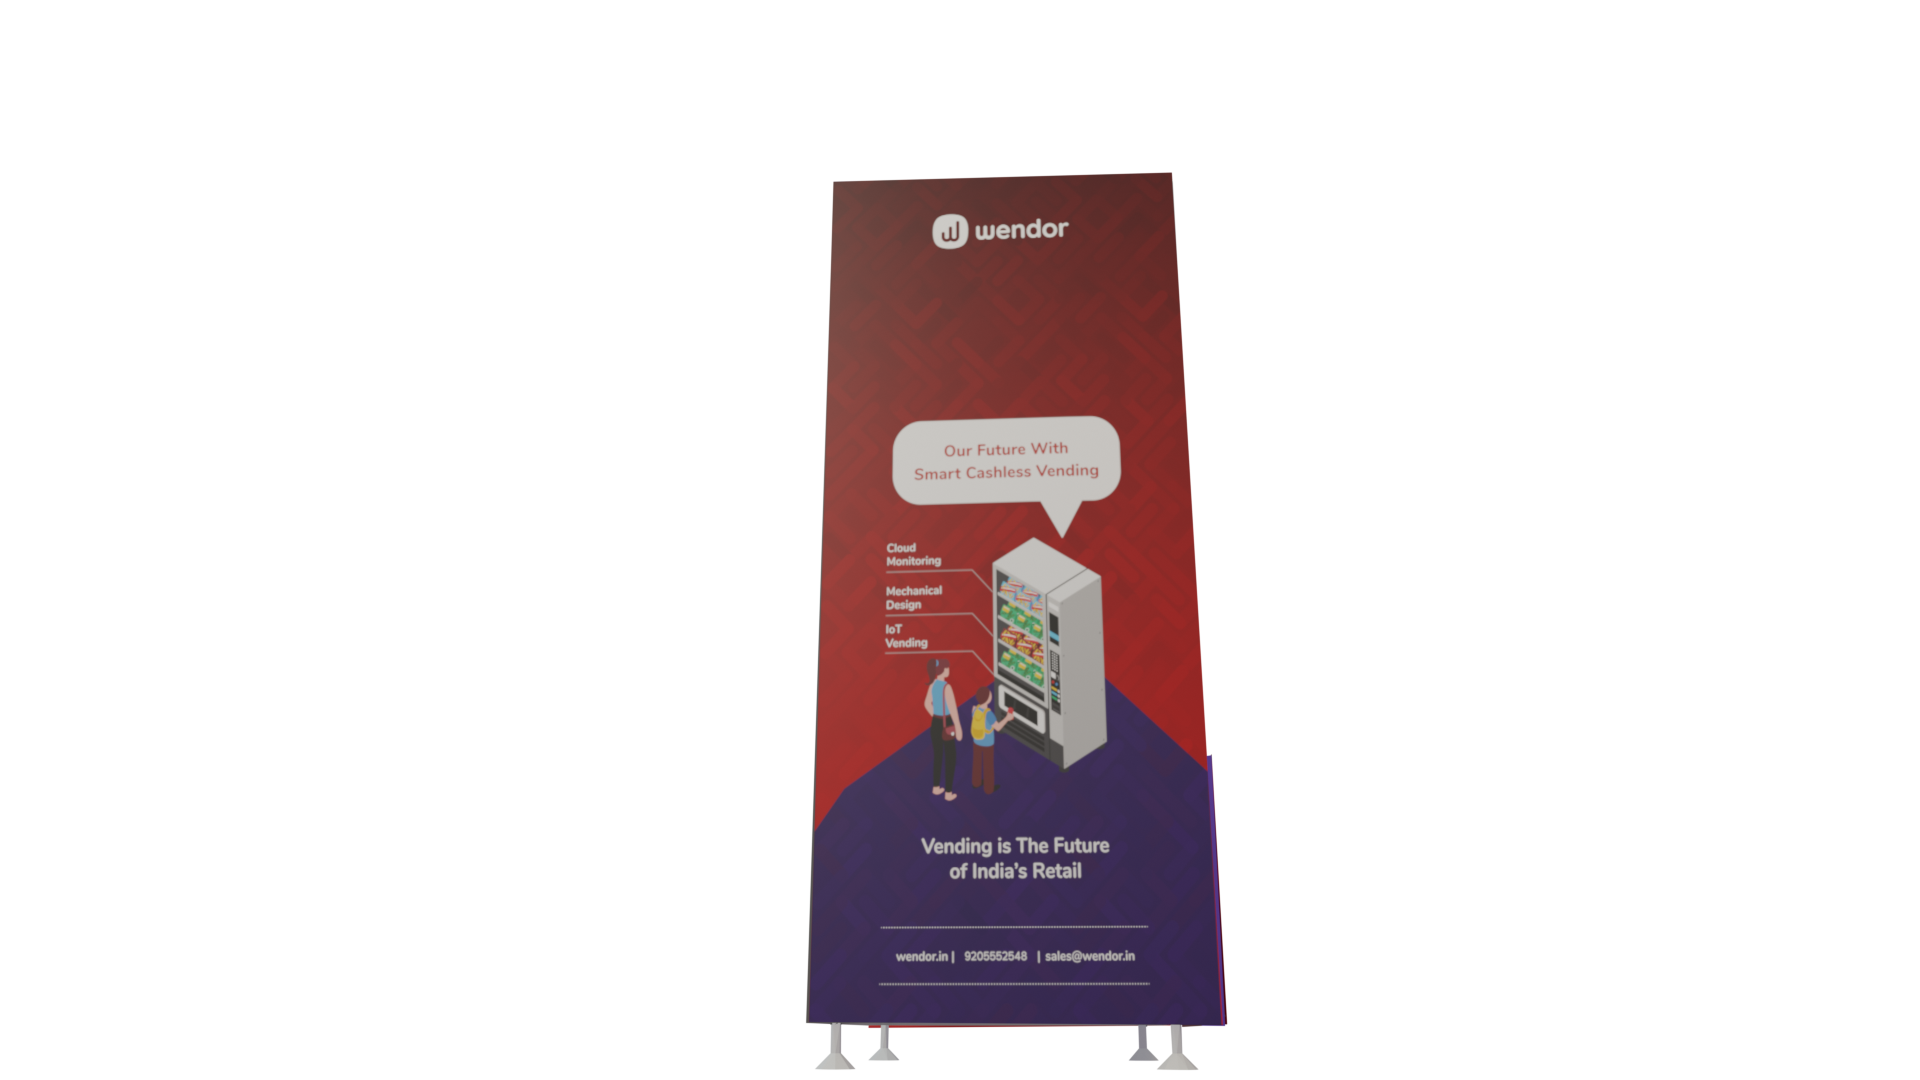 wendor
Our Future With
Smart Cashless Vending
Cloud
Monitoring
Mechanical
Design
IoT
Vending
Vending is The Future
of India's Retail
wendor.in | 9205552548 | sales@wendor.in